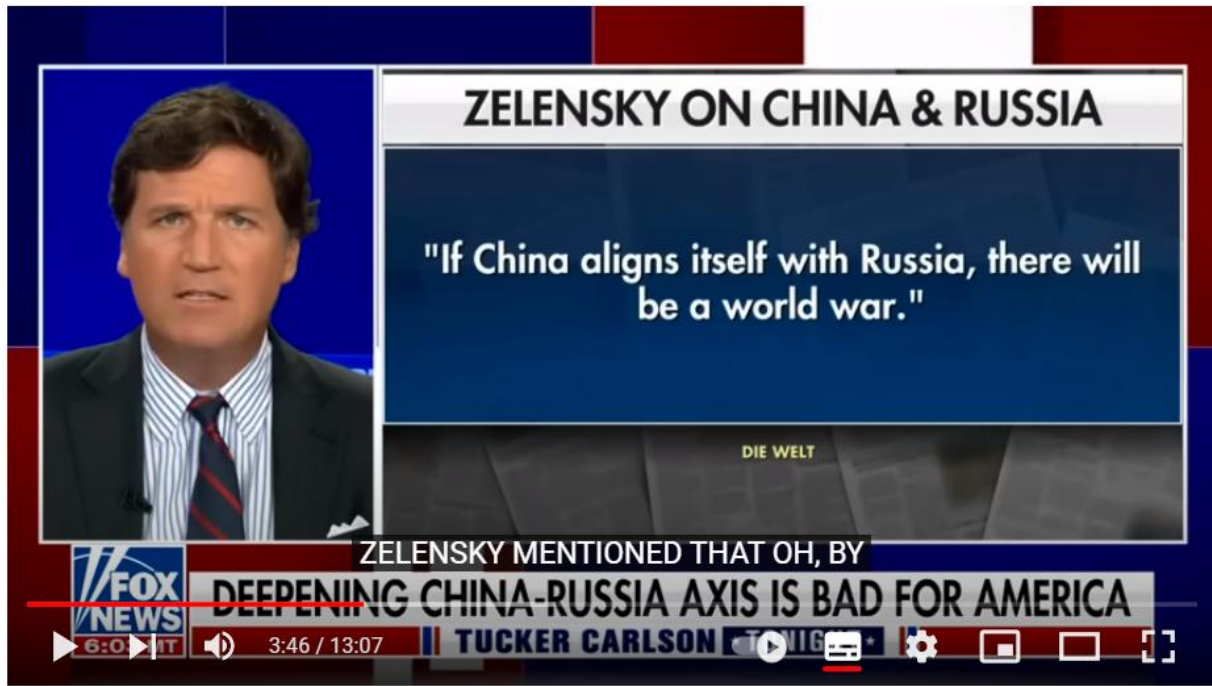 ZELENSKY ON CHINA & RUSSIA
"If China aligns itself with Russia, there will
be a world war."
DIE WELT
ZELENSKY MENTIONED THAT OH, BY
FOX
NEWS
DEEPENING CHINA-RUSSIA AXIS IS BAD FOR AMERICA
MT
3:46 / 13:07
TUCKER CARLSON TONIGHT